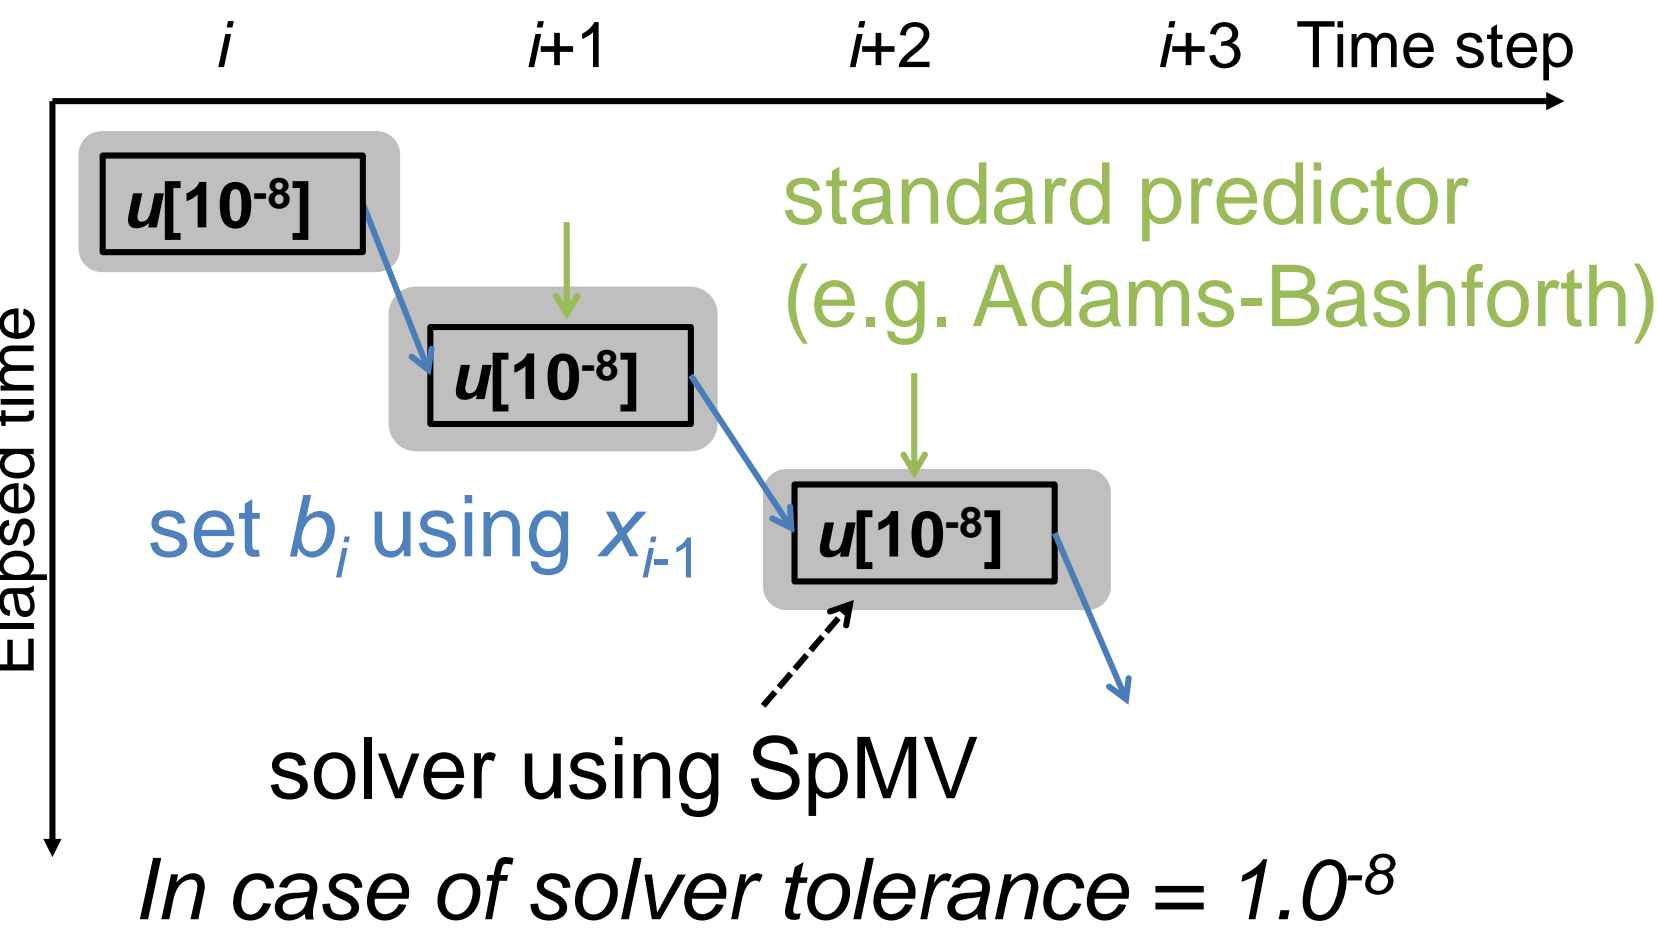 i i+1 i+2 i+3 Time step
u[10⁻⁸]
standard predictor
(e.g. Adams-Bashforth)
u[10⁻⁸]
Elapsed time
set bᵢ using xᵢ₋₁
u[10⁻⁸]
solver using SpMV
In case of solver tolerance = 1.0⁻⁸